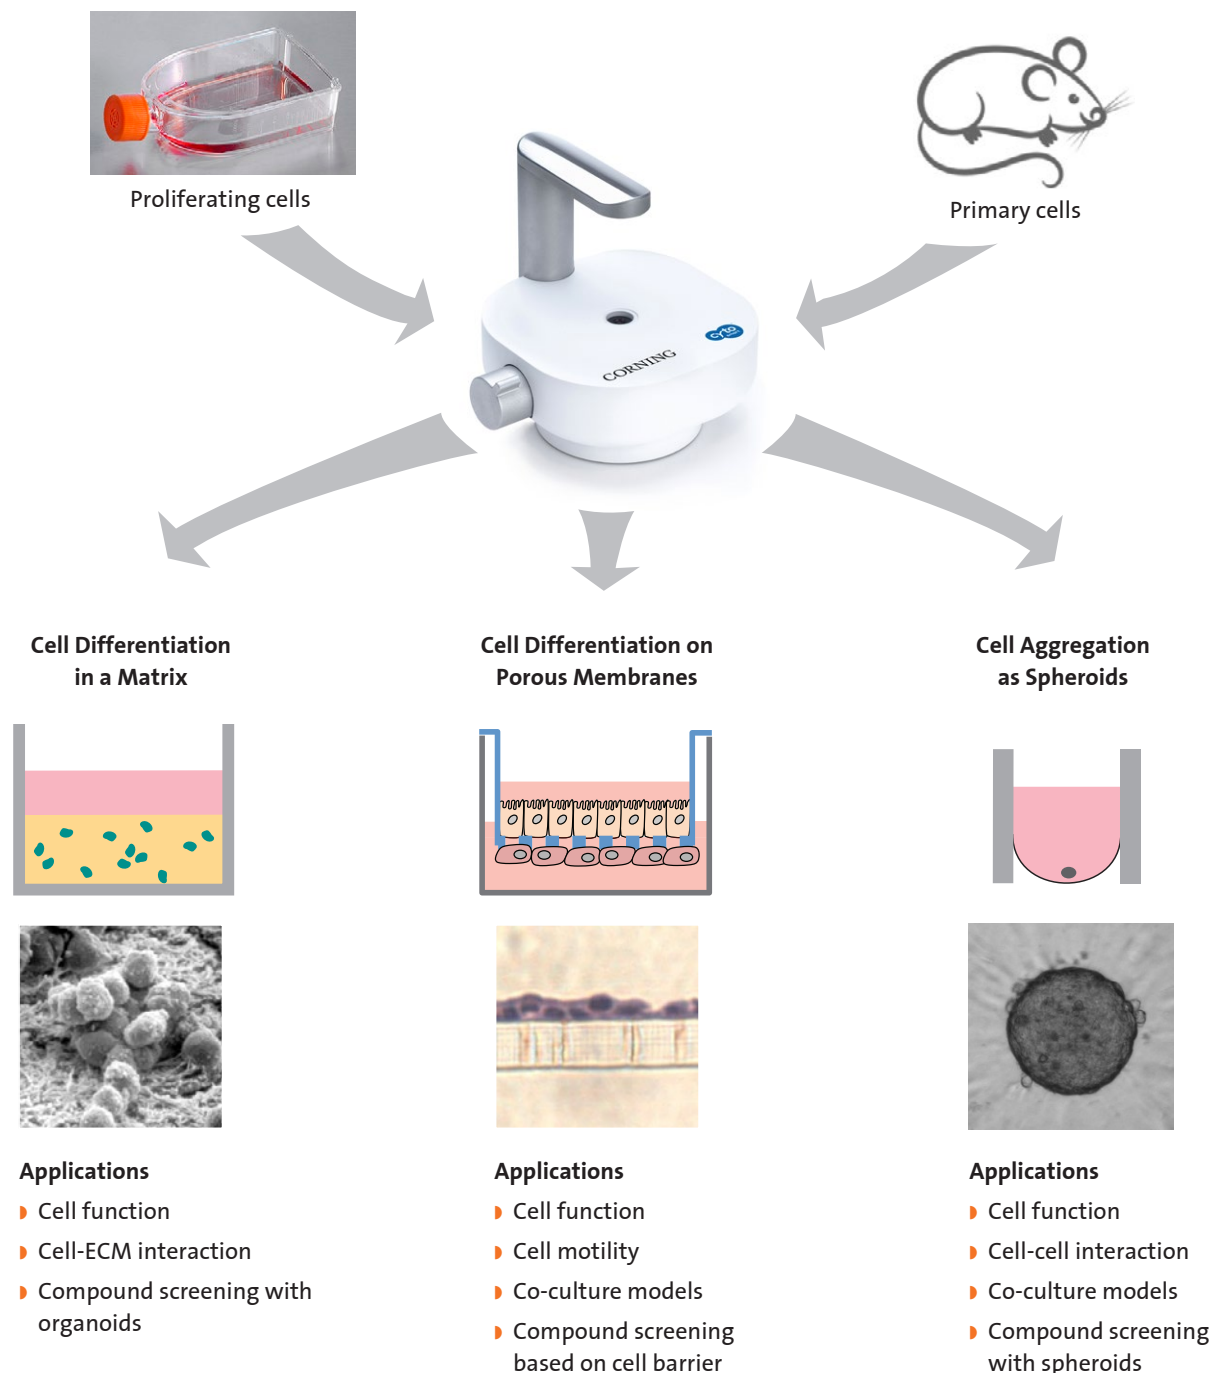 Proliferating cells
Primary cells
cyto
CORNING
Cell Differentiation
in a Matrix
Cell Differentiation on
Porous Membranes
Cell Aggregation
as Spheroids
Applications
Cell function
Cell-ECM interaction
Compound screening with
organoids
Applications
Cell function
Cell motility
Co-culture models
Compound screening
based on cell barrier
Applications
Cell function
Cell-cell interaction
Co-culture models
Compound screening
with spheroids